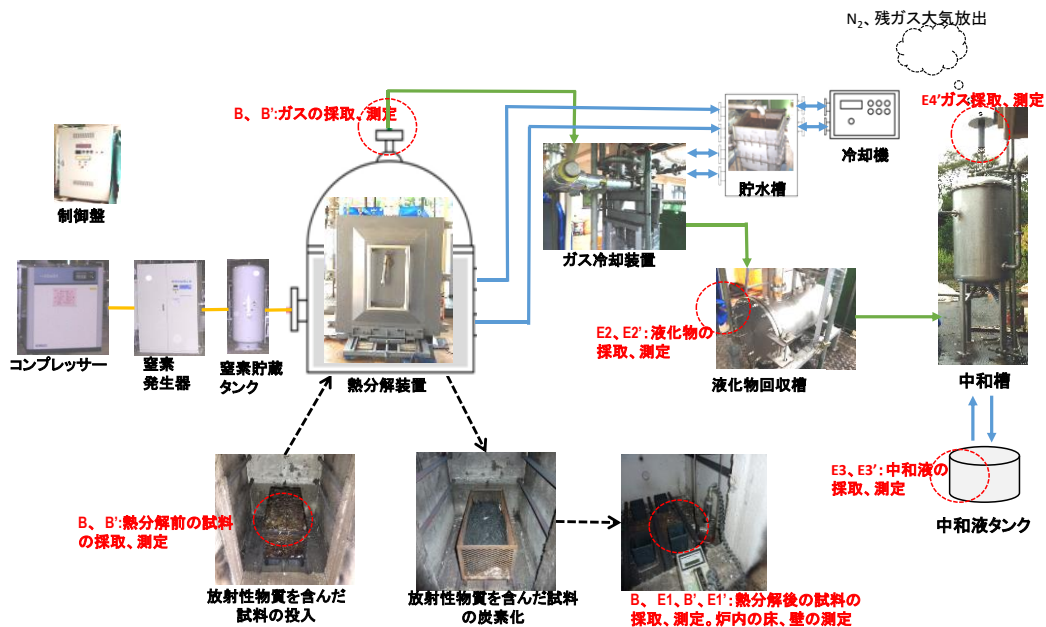 N₂、残ガス大気放出
E4’ガス採取、測定
B、 B’:ガスの採取、測定
制御盤
貯水槽
冷却機
ガス冷却装置
E2、E2’: 液化物の
採取、測定
コンプレッサー
窒素
発生器
窒素貯蔵
タンク
熱分解装置
液化物回収槽
中和槽
E3、E3’: 中和液の
採取、測定
中和液タンク
B、 B’:熱分解前の試料
の採取、測定
放射性物質を含んだ
試料の投入
放射性物質を含んだ試料
の炭素化
B、 E1、B’、E1’: 熱分解後の試料の
採取、測定。炉内の床、壁の測定